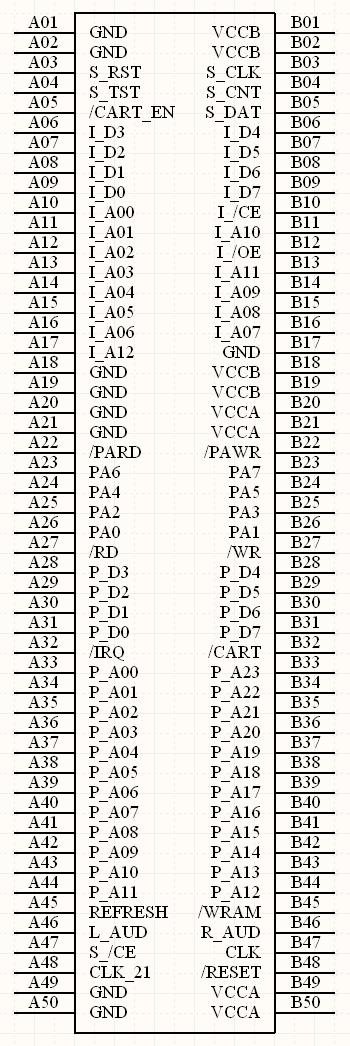 A01 GND VCCB B01
A02 GND VCCB B02
A03 S_RST S_CLK B03
A04 S_TST S_CNT B04
A05 /CART_EN S_DAT B05
A06 I_D3 I_D4 B06
A07 I_D2 I_D5 B07
A08 I_D1 I_D6 B08
A09 I_D0 I_D7 B09
A10 I_A00 I_/CE B10
A11 I_A01 I_A10 B11
A12 I_A02 I_/OE B12
A13 I_A03 I_A11 B13
A14 I_A04 I_A09 B14
A15 I_A05 I_A08 B15
A16 I_A06 I_A07 B16
A17 I_A12 GND B17
A18 GND VCCB B18
A19 GND VCCB B19
A20 GND VCCA B20
A21 GND VCCA B21
A22 /PARD /PAWR B22
A23 PA6 PA7 B23
A24 PA4 PA5 B24
A25 PA2 PA3 B25
A26 PA0 PA1 B26
A27 /RD /WR B27
A28 P_D3 P_D4 B28
A29 P_D2 P_D5 B29
A30 P_D1 P_D6 B30
A31 P_D0 P_D7 B31
A32 /IRQ /CART B32
A33 P_A00 P_A23 B33
A34 P_A01 P_A22 B34
A35 P_A02 P_A21 B35
A36 P_A03 P_A20 B36
A37 P_A04 P_A19 B37
A38 P_A05 P_A18 B38
A39 P_A06 P_A17 B39
A40 P_A07 P_A16 B40
A41 P_A08 P_A15 B41
A42 P_A09 P_A14 B42
A43 P_A10 P_A13 B43
A44 P_A11 P_A12 B44
A45 REFRESH /WRAM B45
A46 L_AUD R_AUD B46
A47 S_/CE CLK B47
A48 CLK_21 /RESET B48
A49 GND VCCA B49
A50 GND VCCA B50